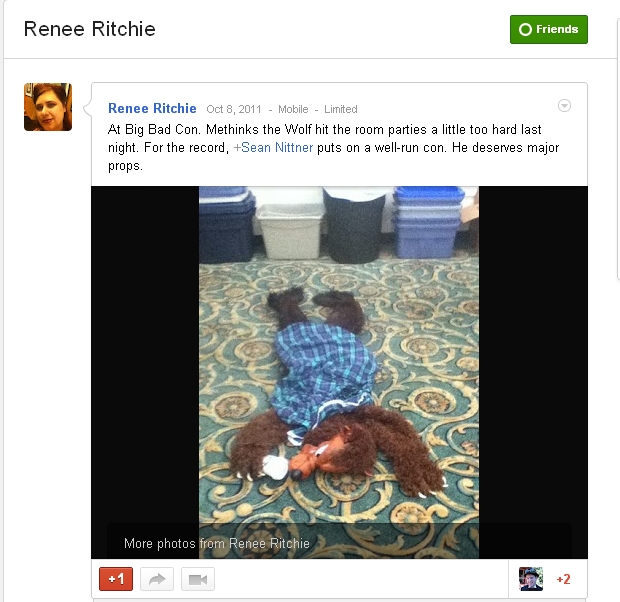 Renee Ritchie
Friends
Renee Ritchie Oct 8, 2011 - Mobile - Limited
At Big Bad Con. Methinks the Wolf hit the room parties a little too hard last
night. For the record, +Sean Nittner puts on a well-run con. He deserves major
props.
More photos from Renee Ritchie
+1
+2